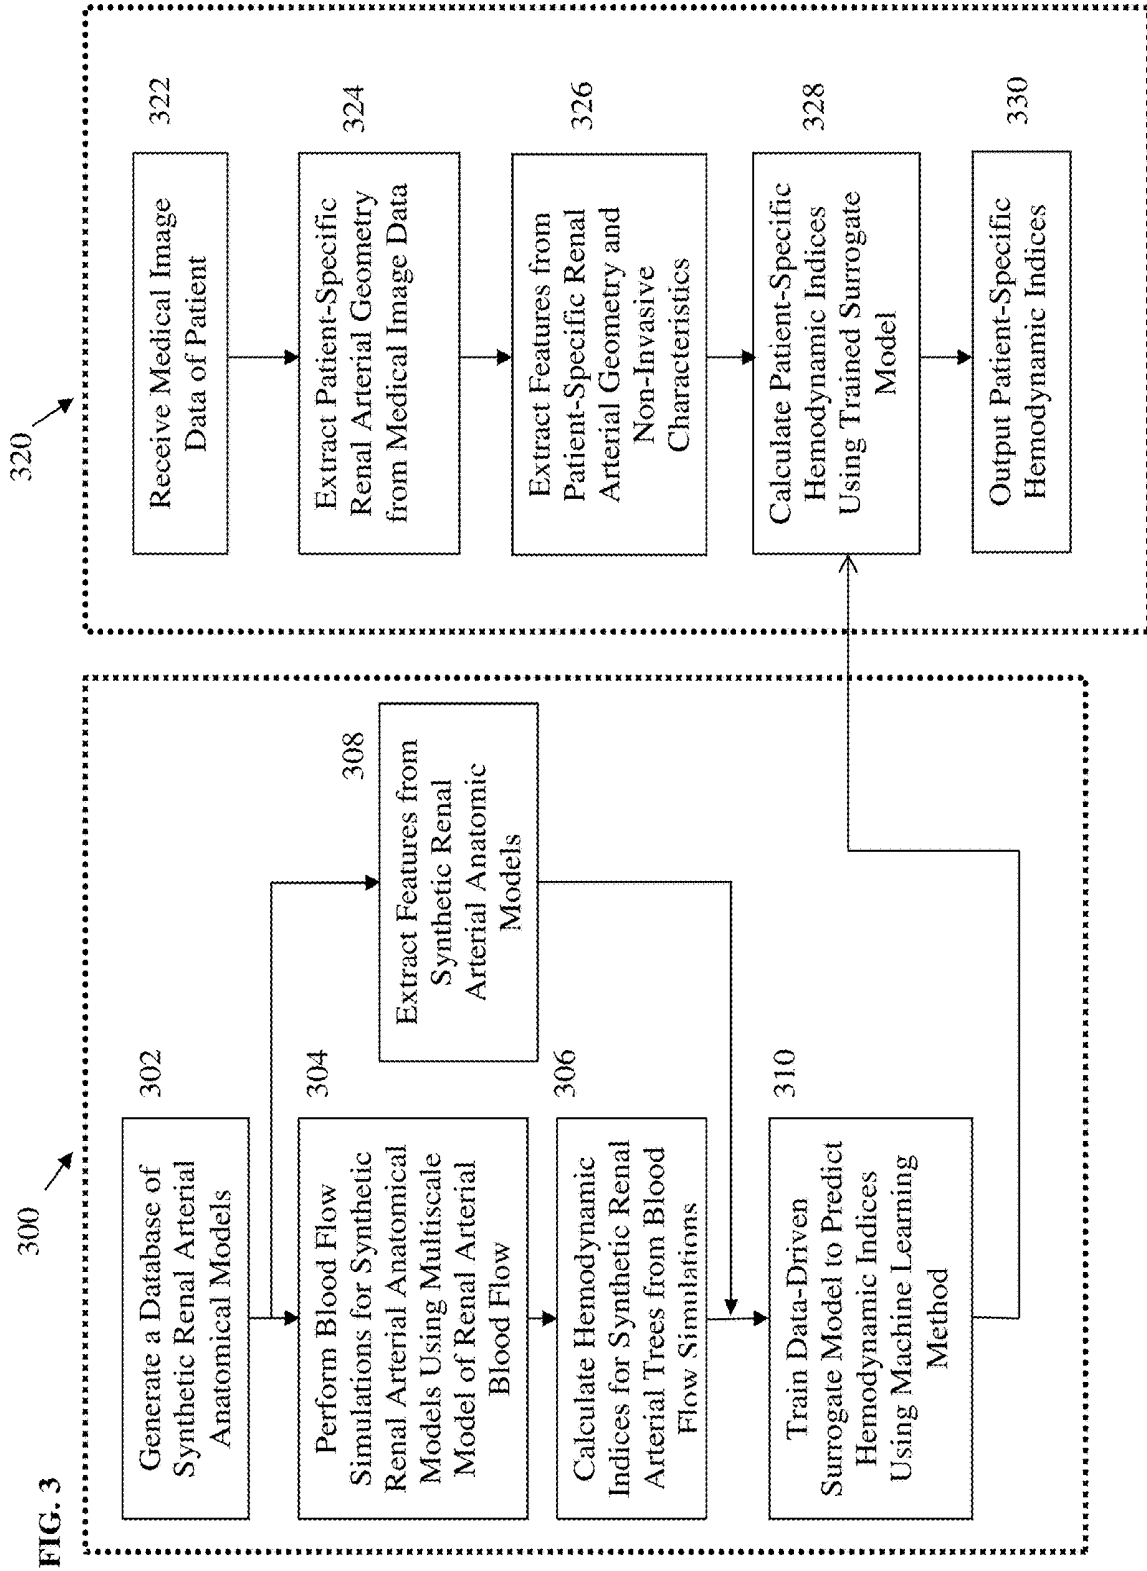 FIG. 3
300
302
Generate a Database of
Synthetic Renal Arterial
Anatomical Models
304
Perform Blood Flow
Simulations for Synthetic
Renal Arterial Anatomical
Models Using Multiscale
Model of Renal Arterial
Blood Flow
308
Extract Features from
Synthetic Renal
Arterial Anatomic
Models
306
Calculate Hemodynamic
Indices for Synthetic Renal
Arterial Trees from Blood
Flow Simulations
310
Train Data-Driven
Surrogate Model to Predict
Hemodynamic Indices
Using Machine Learning
Method
320
322
Receive Medical Image
Data of Patient
324
Extract Patient-Specific
Renal Arterial Geometry
from Medical Image Data
326
Extract Features from
Patient-Specific Renal
Arterial Geometry and
Non-Invasive
Characteristics
328
Calculate Patient-Specific
Hemodynamic Indices
Using Trained Surrogate
Model
330
Output Patient-Specific
Hemodynamic Indices